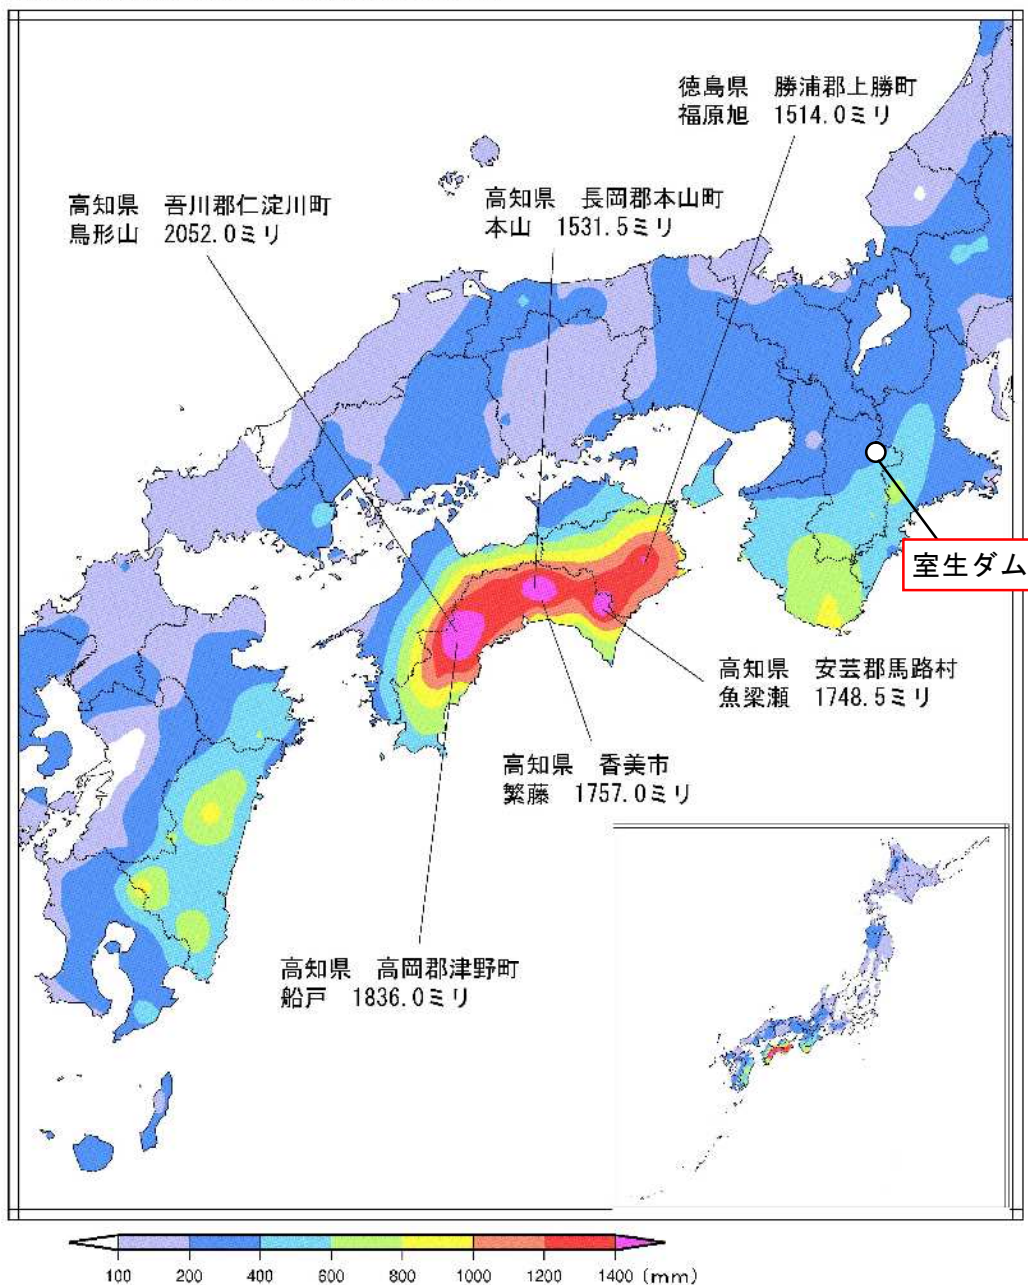 徳島県　勝浦郡上勝町
福原旭　1514.0ミリ
高知県　長岡郡本山町
本山　1531.5ミリ
高知県　吾川郡仁淀川町
鳥形山　2052.0ミリ
室生ダム
高知県　安芸郡馬路村
魚梁瀬　1748.5ミリ
高知県　香美市
繁藤　1757.0ミリ
高知県　高岡郡津野町
船戸　1836.0ミリ
100 200 400 600 800 1000 1200 1400 (mm)